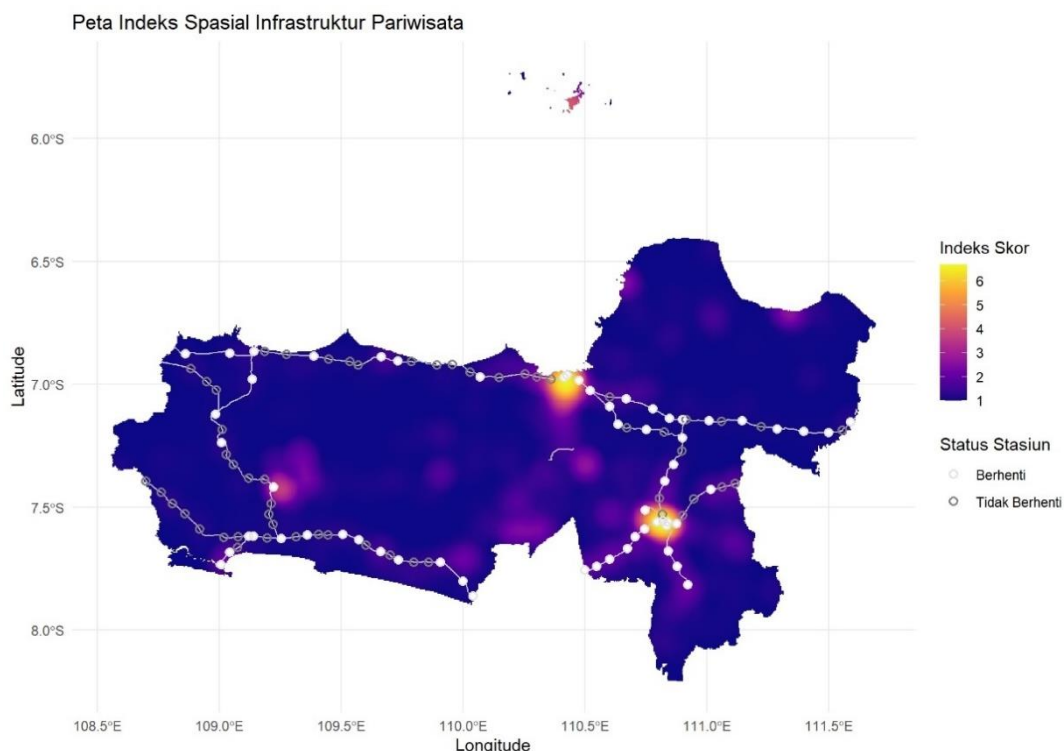 Peta Indeks Spasial Infrastruktur Pariwisata
6.0°S
6.5°S
7.0°S
7.5°S
8.0°S
Latitude
108.5°E
109.0°E
109.5°E
110.0°E
110.5°E
111.0°E
111.5°E
Longitude
Indeks Skor
6
5
4
3
2
1
Status Stasiun
Berhenti
Tidak Berhenti